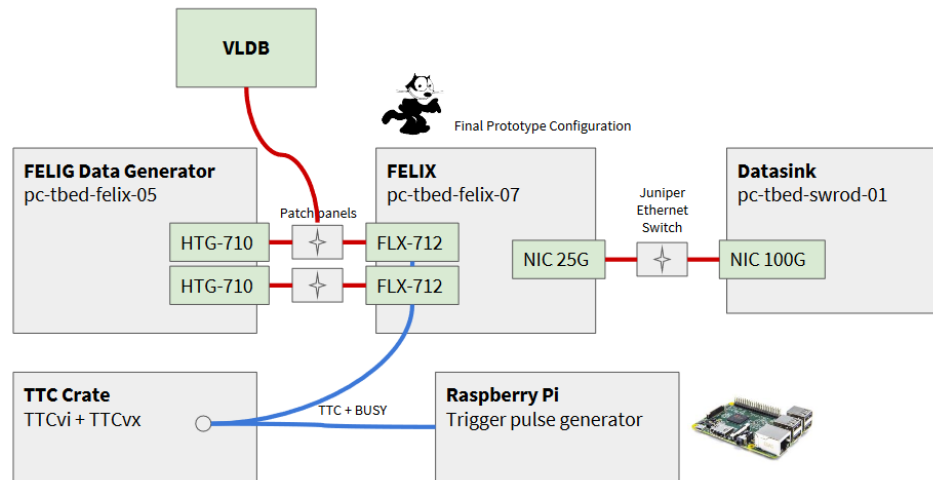 VLDB
Final Prototype Configuration
FELIG Data Generator
pc-tbed-felix-05
Patch panels
HTG-710
HTG-710
FELIX
pc-tbed-felix-07
FLX-712
FLX-712
NIC 25G
Juniper
Ethernet
Switch
Datasink
pc-tbed-swrod-01
NIC 100G
TTC Crate
TTCvi + TTCvx
TTC + BUSY
Raspberry Pi
Trigger pulse generator